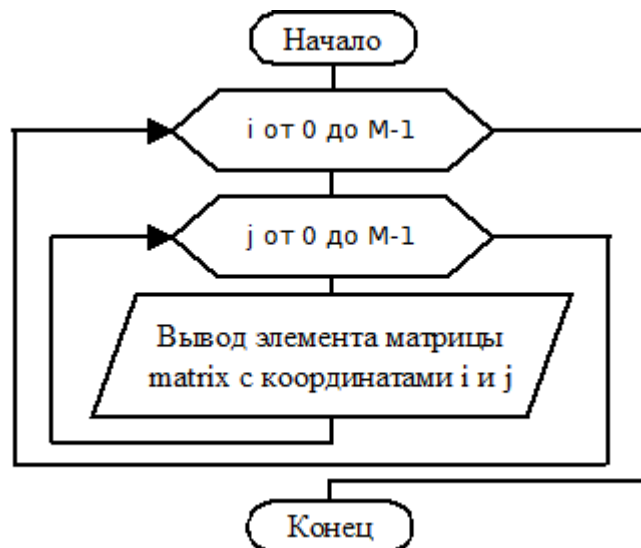 Начало
i от 0 до M-1
j от 0 до M-1
Вывод элемента матрицы
matrix с координатами i и j
Конец